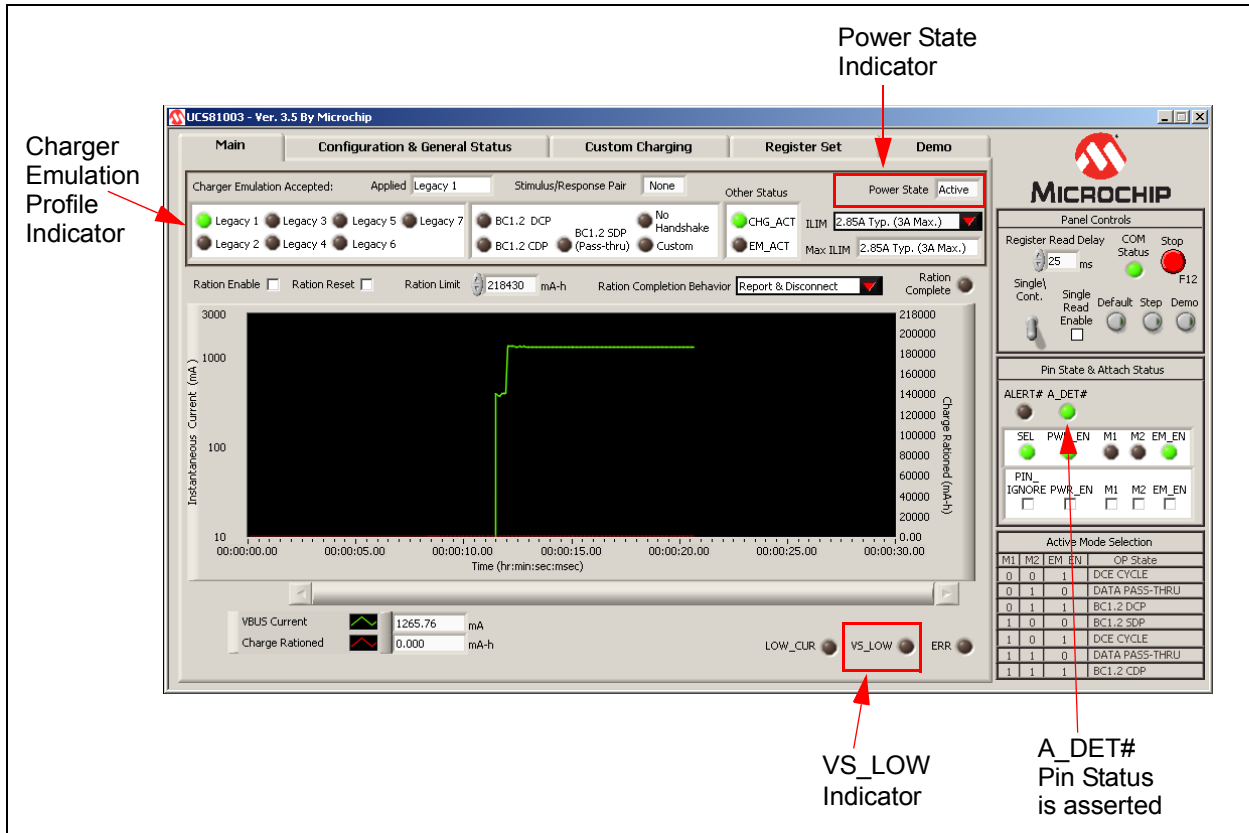 Power State
Indicator
Charger
Emulation
Profile
Indicator
UCS81003 - Ver. 3.5 By Microchip
Main
Configuration & General Status
Custom Charging
Register Set
Demo
Charger Emulation Accepted:
Applied
Legacy 1
Stimulus/Response Pair
None
Other Status
Power State
Active
Legacy 1
Legacy 3
Legacy 5
Legacy 7
Legacy 2
Legacy 4
Legacy 6
BC1.2 DCP
BC1.2 CDP
BC1.2 SDP
(Pass-thru)
No
Handshake
Custom
CHG_ACT
EM_ACT
ILIM
2.85A Typ. (3A Max.)
Max ILIM
2.85A Typ. (3A Max.)
Ration Enable
Ration Reset
Ration Limit
218430
mA-h
Ration Completion Behavior
Report & Disconnect
Ration
Complete
3000
1000
100
10
Instantaneous Current (mA)
218000
200000
180000
160000
140000
120000
100000
80000
60000
40000
20000
0.00
Charge Rationed (mA-h)
00:00:00.00
00:00:05.00
00:00:10.00
00:00:15.00
00:00:20.00
00:00:25.00
00:00:30.00
Time (hr:min:sec:msec)
VBUS Current
1265.76
mA
Charge Rationed
0.000
mA-h
LOW_CUR
VS_LOW
ERR
MICROCHIP
Panel Controls
Register Read Delay
25
ms
COM
Status
Stop
F12
Single\
Cont.
Single
Read
Enable
Default
Step
Demo
Pin State & Attach Status
ALERT#
A_DET#
SEL
PWR_EN
M1
M2
EM_EN
PIN_
IGNORE
PWR_EN
M1
M2
EM_EN
Active Mode Selection
M1 M2 EM_EN OP State
0 0 1 DCE CYCLE
0 1 0 DATA PASS-THRU
0 1 1 BC1.2 DCP
1 0 0 BC1.2 SDP
1 0 1 DCE CYCLE
1 1 0 DATA PASS-THRU
1 1 1 BC1.2 CDP
VS_LOW
Indicator
A_DET#
Pin Status
is asserted